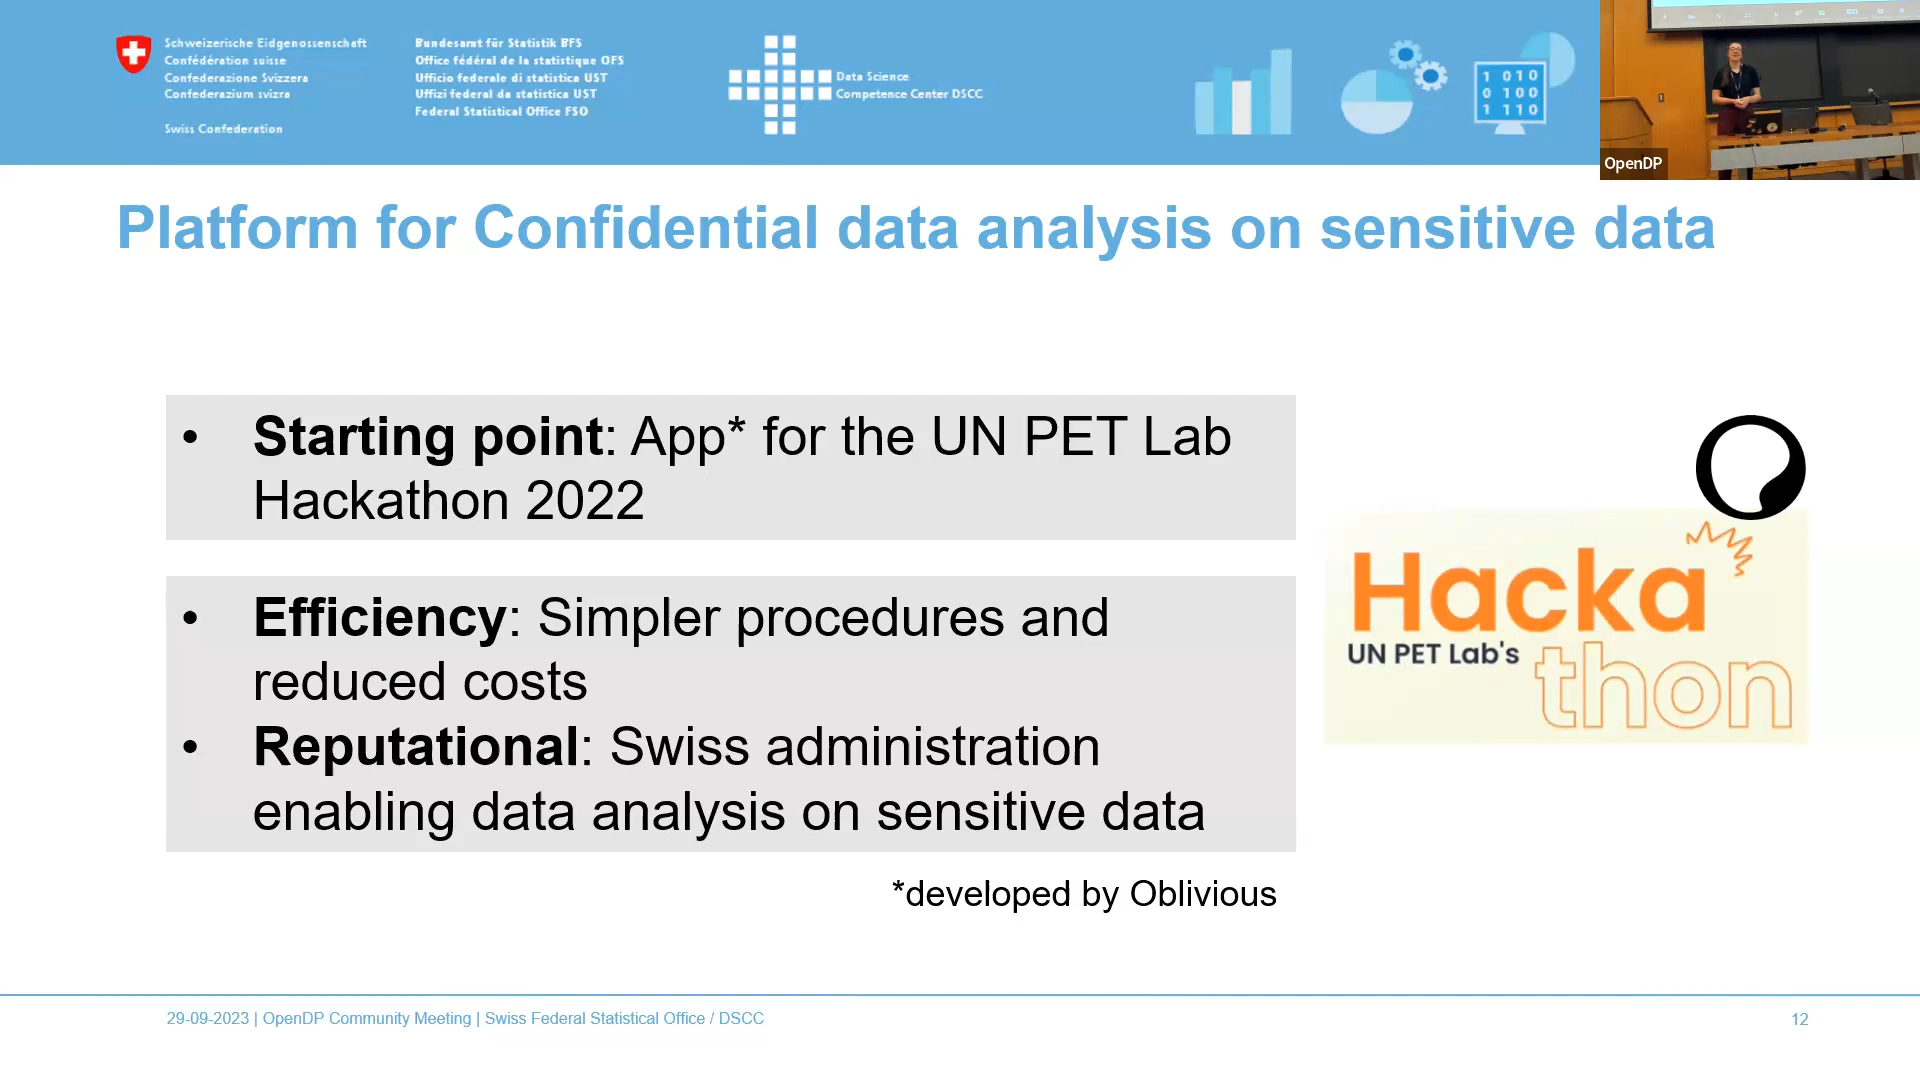 Schweizerische Eidgenossenschaft
Confédération suisse
Confederazione Svizzera
Confederaziun svizra
Swiss Confederation
Bundesamt für Statistik BFS
Office fédéral de la statistique OFS
Ufficio federale di statistica UST
Uffizi federal da statistica UST
Federal Statistical Office FSO
Data Science
Competence Center DSCC
1 010
0 100
1 110
OpenDP
Platform for Confidential data analysis on sensitive data
• Starting point: App* for the UN PET Lab
Hackathon 2022
• Efficiency: Simpler procedures and
reduced costs
• Reputational: Swiss administration
enabling data analysis on sensitive data
*developed by Oblivious
Hacka
UN PET Lab's
thon
29-09-2023 | OpenDP Community Meeting | Swiss Federal Statistical Office / DSCC
12